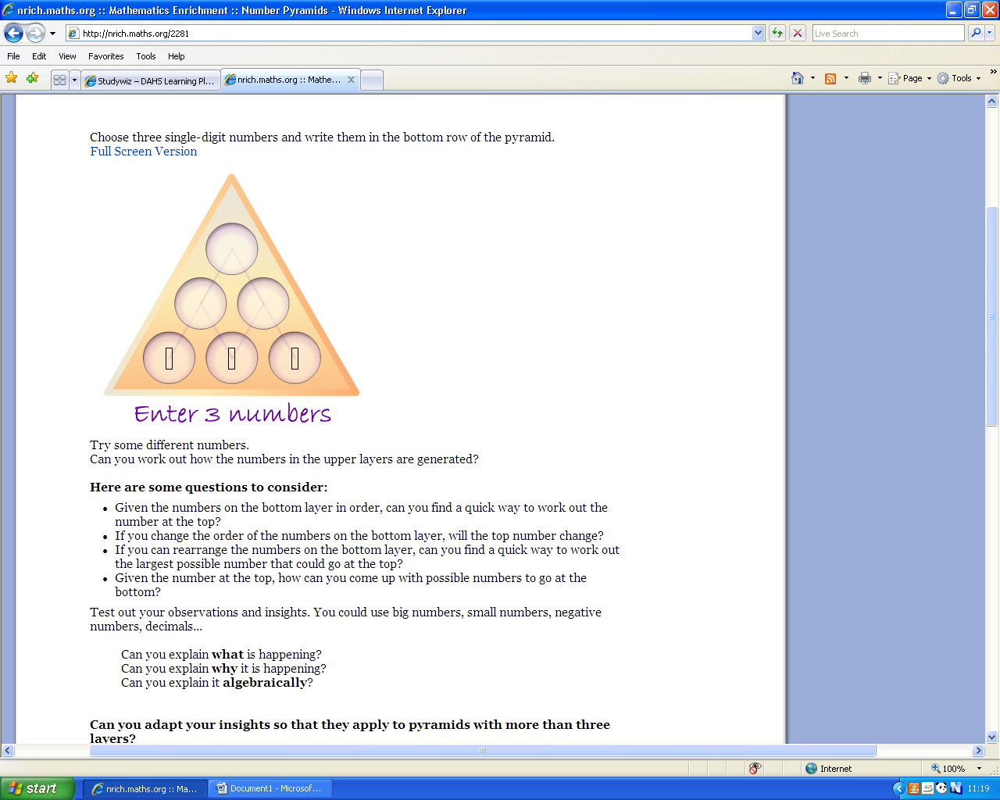 nrich.maths.org :: Mathematics Enrichment :: Number Pyramids - Windows Internet Explorer
http://nrich.maths.org/2281
Live Search
File Edit View Favorites Tools Help
Studywiz – DAHS Learning Pl...
nrich.maths.org :: Mathe...
Page
Tools
Choose three single-digit numbers and write them in the bottom row of the pyramid.
Full Screen Version
Enter 3 numbers
Try some different numbers.
Can you work out how the numbers in the upper layers are generated?
Here are some questions to consider:
• Given the numbers on the bottom layer in order, can you find a quick way to work out the
number at the top?
• If you change the order of the numbers on the bottom layer, will the top number change?
• If you can rearrange the numbers on the bottom layer, can you find a quick way to work out
the largest possible number that could go at the top?
• Given the number at the top, how can you come up with possible numbers to go at the
bottom?
Test out your observations and insights. You could use big numbers, small numbers, negative
numbers, decimals...
Can you explain what is happening?
Can you explain why it is happening?
Can you explain it algebraically?
Can you adapt your insights so that they apply to pyramids with more than three
layers?
Internet
100%
start
nrich.maths.org :: Ma...
Document1 - Microsof...
11:19